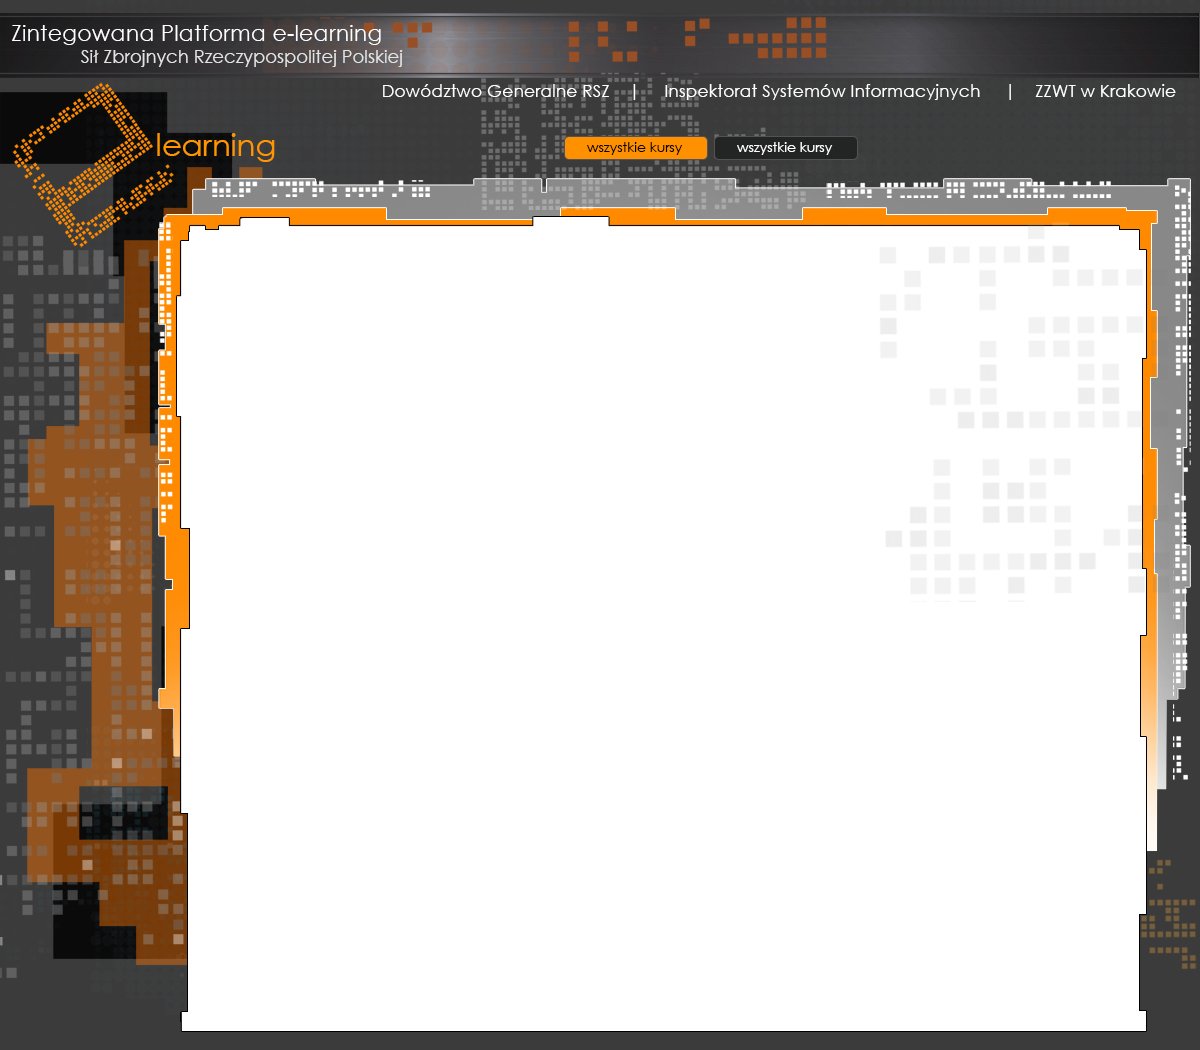 Zintegowana Platforma e-learning
Sił Zbrojnych Rzeczypospolitej Polskiej
Dowództwo Generalne RSZ | Inspektorat Systemów Informacyjnych | ZZWT w Krakowie
learning
wszystkie kursy wszystkie kursy